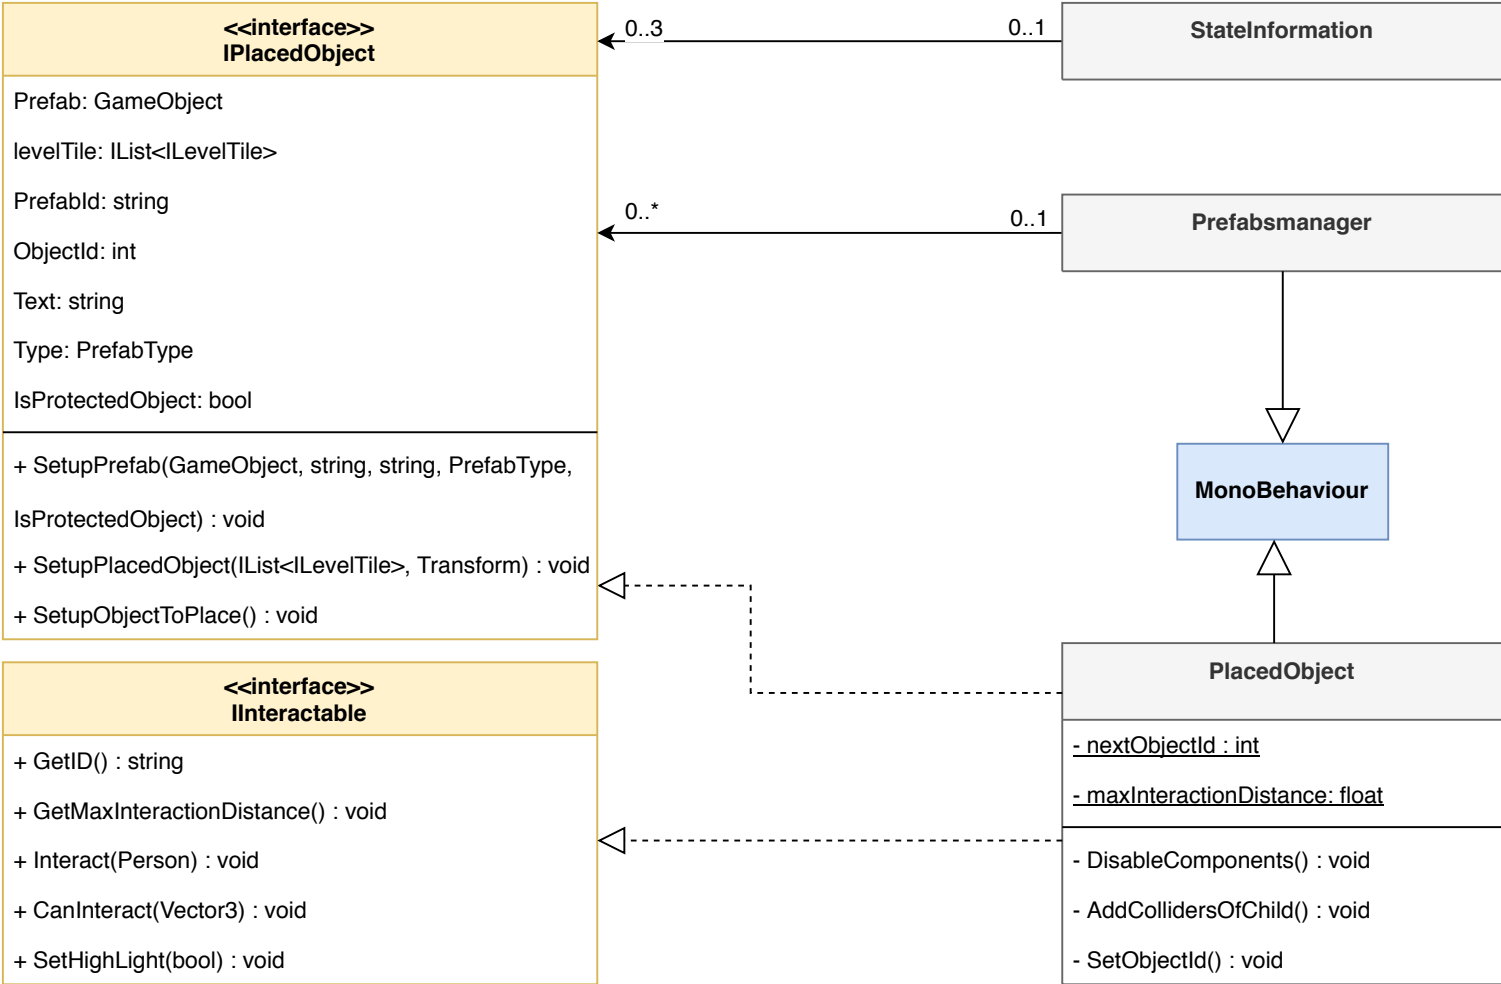 <<interface>>
IPlacedObject
Prefab: GameObject
levelTile: IList<ILevelTile>
PrefabId: string
ObjectId: int
Text: string
Type: PrefabType
IsProtectedObject: bool
+ SetupPrefab(GameObject, string, string, PrefabType,
IsProtectedObject) : void
+ SetupPlacedObject(IList<ILevelTile>, Transform) : void
+ SetupObjectToPlace() : void
<<interface>>
IInteractable
+ GetID() : string
+ GetMaxInteractionDistance() : void
+ Interact(Person) : void
+ CanInteract(Vector3) : void
+ SetHighLight(bool) : void
0..3
0..1
StateInformation
0..*
0..1
Prefabsmanager
MonoBehaviour
PlacedObject
- nextObjectId : int
- maxInteractionDistance: float
- DisableComponents() : void
- AddCollidersOfChild() : void
- SetObjectId() : void